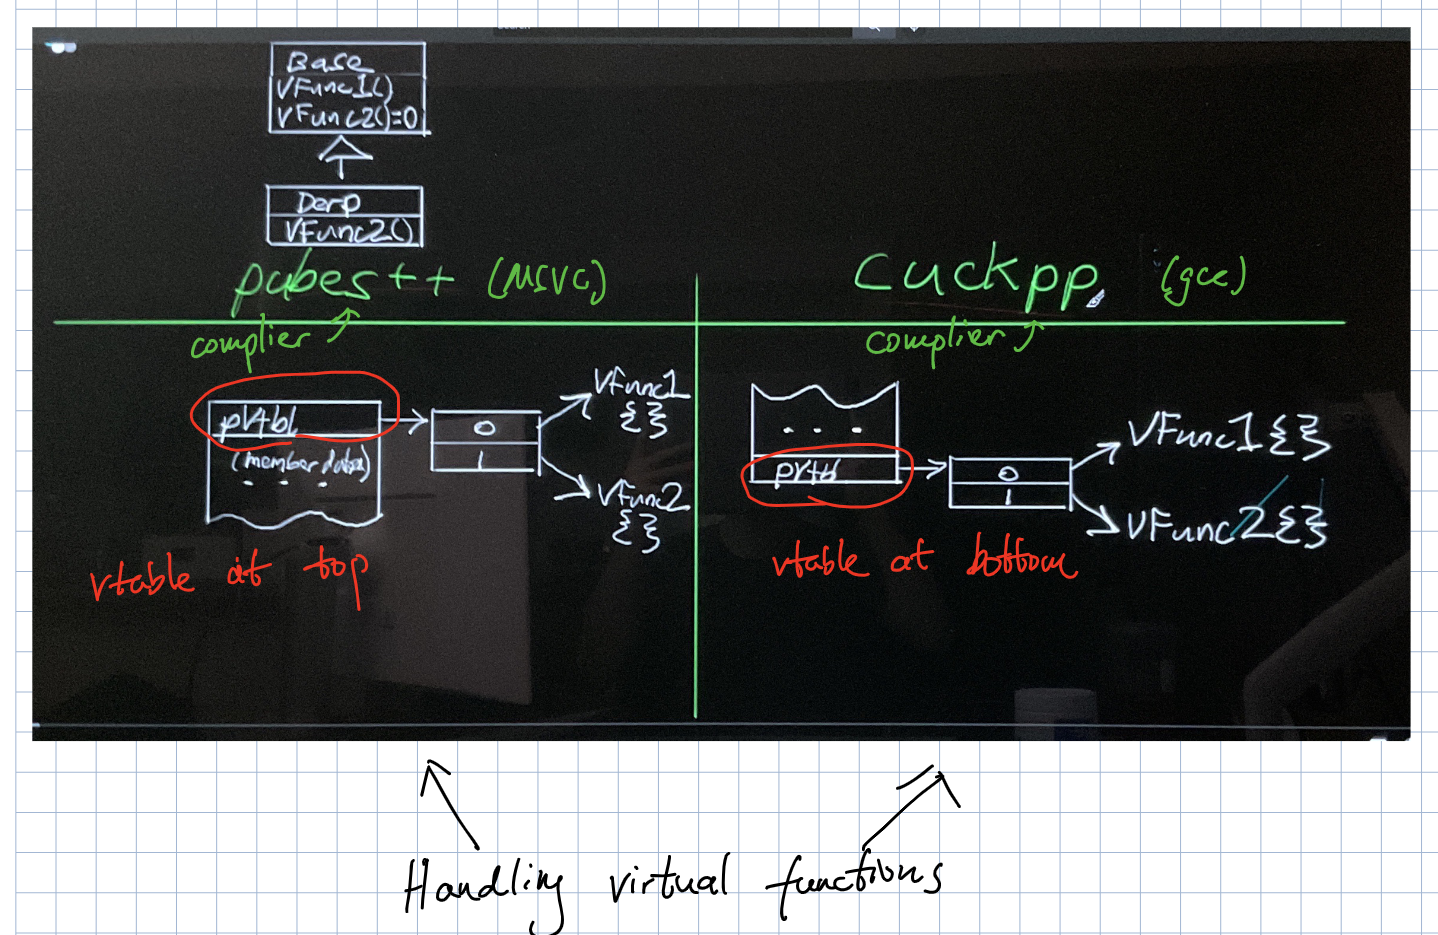 Search
Base
VFunc1()
VFunc2()=0
Derp
VFunc2()
pubes++ (MSVC)
complier
pVtbl
(member data)
. . .
0
1
VFunc1
{}
VFunc2
{}
vtable at top
cuckpp (gcc)
complier
. . .
pVtbl
0
1
VFunc1{}
VFunc2{}
vtable at bottom
Handling virtual functions